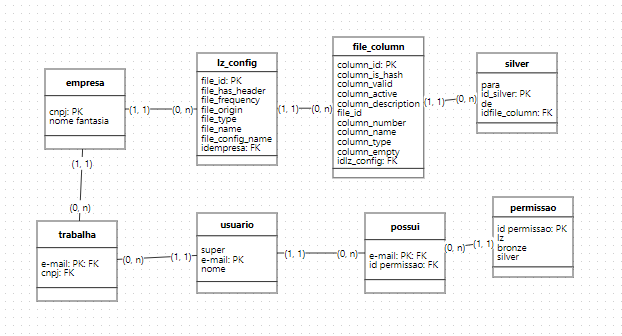 empresa
cnpj: PK
nome fantasia
(1, 1)
(0, n)
lz_config
file_id: PK
file_has_header
file_frequency
file_origin
file_type
file_name
file_config_name
idempresa: FK
(1, 1)
(0, n)
file_column
column_id: PK
column_is_hash
column_valid
column_active
column_description
file_id
column_number
column_name
column_type
column_empty
idlz_config: FK
(1, 1)
(0, n)
silver
para
id_silver: PK
de
idfile_column: FK
(1, 1)
(0, n)
trabalha
e-mail: PK: FK
cnpj: FK
(0, n)
(1, 1)
usuario
super
e-mail: PK
nome
(1, 1)
(0, n)
possui
e-mail: PK: FK
id permissao: FK
(0, n)
(1, 1)
permissao
id permissao: PK
lz
bronze
silver